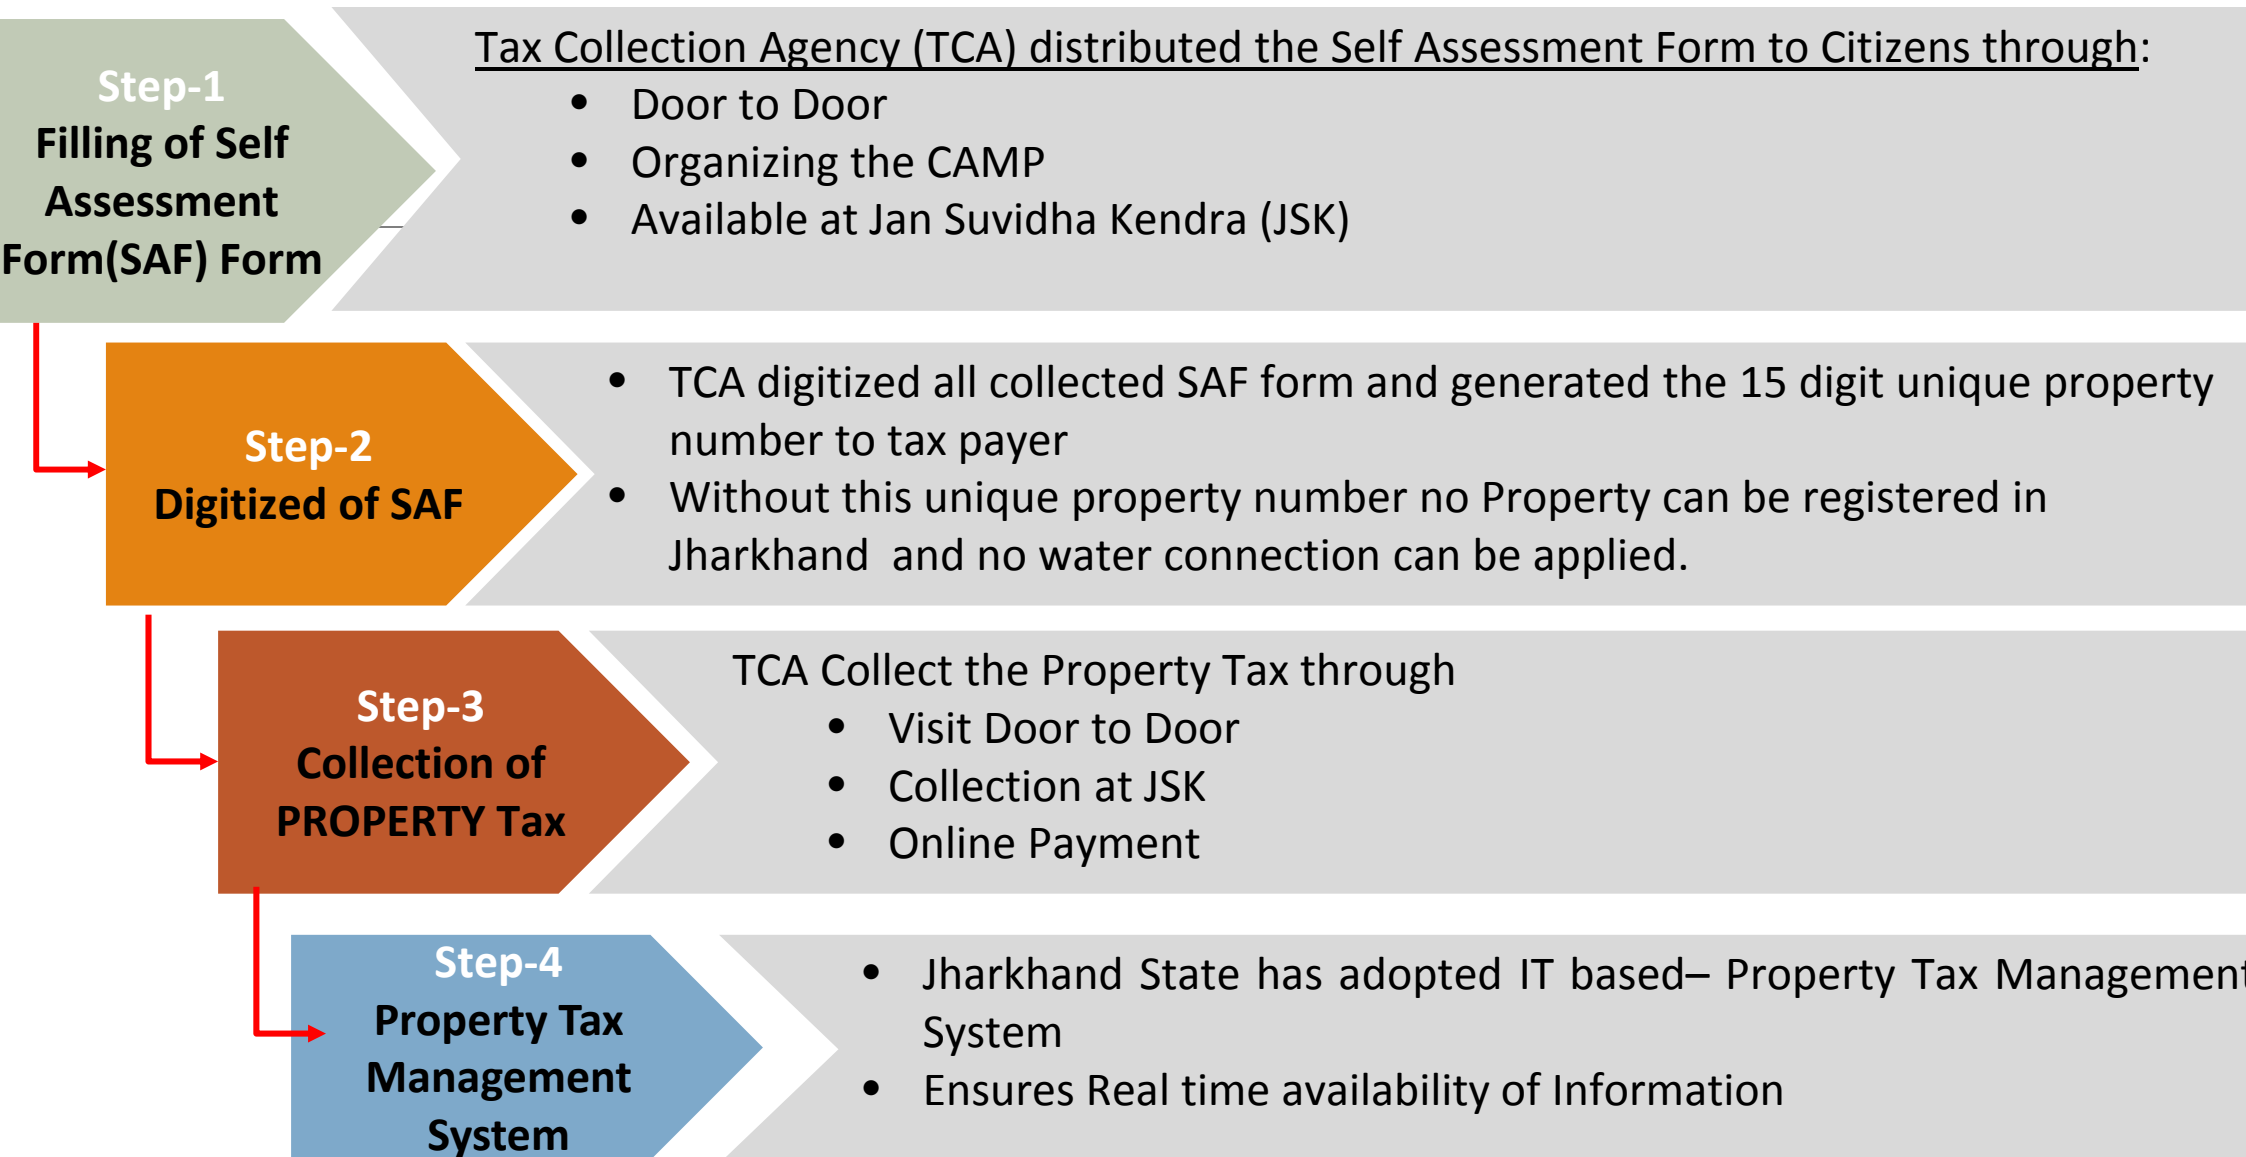 Step-1
Filling of Self
Assessment
Form(SAF) Form
Tax Collection Agency (TCA) distributed the Self Assessment Form to Citizens through:
• Door to Door
• Organizing the CAMP
• Available at Jan Suvidha Kendra (JSK)
Step-2
Digitized of SAF
• TCA digitized all collected SAF form and generated the 15 digit unique property
number to tax payer
• Without this unique property number no Property can be registered in
Jharkhand and no water connection can be applied.
Step-3
Collection of
PROPERTY Tax
TCA Collect the Property Tax through
• Visit Door to Door
• Collection at JSK
• Online Payment
Step-4
Property Tax
Management
System
• Jharkhand State has adopted IT based– Property Tax Management
System
• Ensures Real time availability of Information